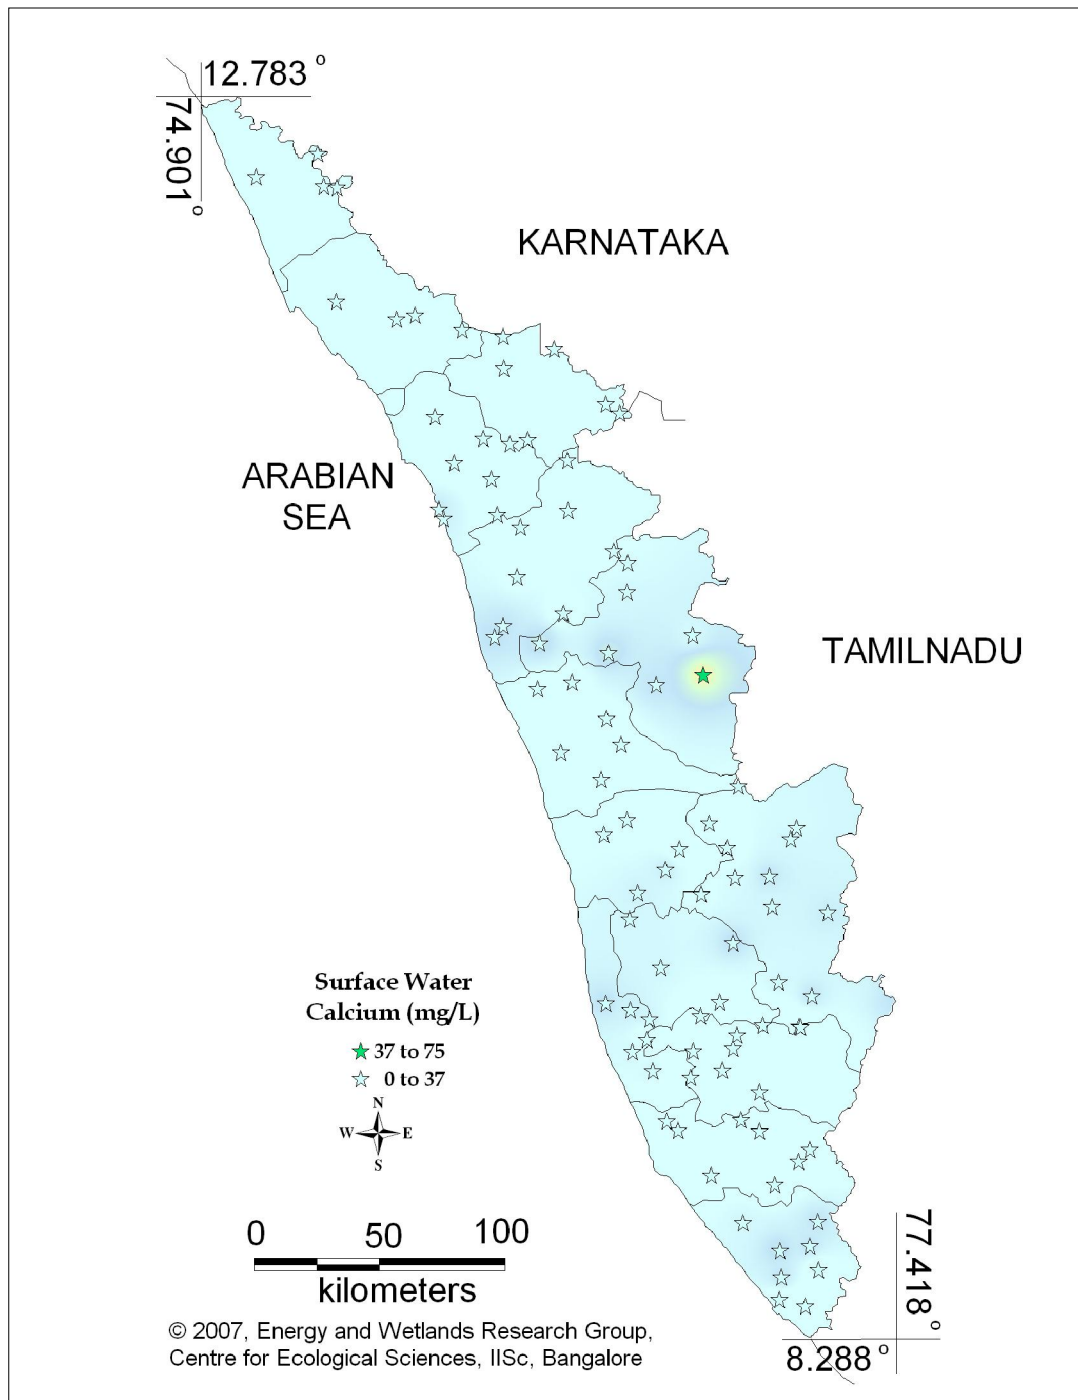 12.783 °
74.901 °
KARNATAKA
ARABIAN
SEA
TAMILNADU
Surface Water
Calcium (mg/L)
37 to 75
0 to 37
N
W E
S
0 50 100
kilometers
77.418 °
8.288 °
© 2007, Energy and Wetlands Research Group,
Centre for Ecological Sciences, IISc, Bangalore